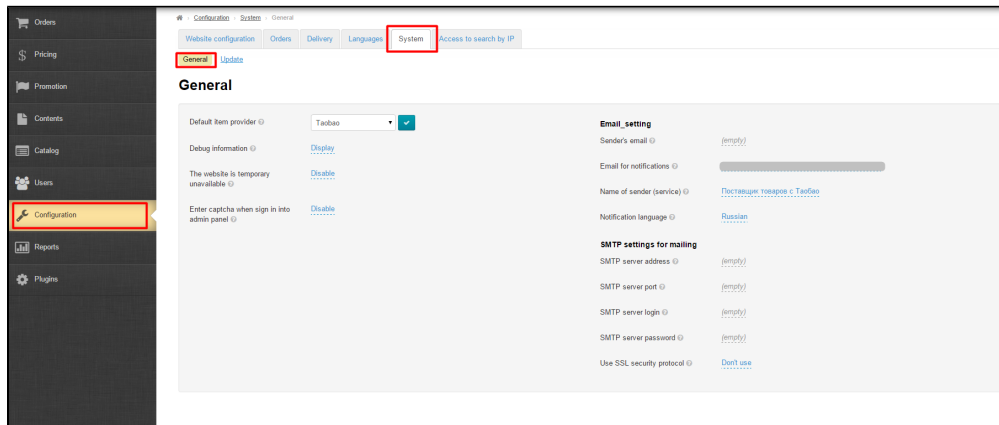 Orders
Pricing
Promotion
Contents
Catalog
Users
Configuration
Reports
Plugins
Configuration › System › General
Website configuration Orders Delivery Languages System Access to search by IP
General Update
General
Default item provider Taobao
Debug information Display
The website is temporary
unavailable Disable
Enter captcha when sign in into
admin panel Disable
Email_setting
Sender's email (empty)
Email for notifications
Name of sender (service) Поставщик товаров с Таобао
Notification language Russian
SMTP settings for mailing
SMTP server address (empty)
SMTP server port (empty)
SMTP server login (empty)
SMTP server password (empty)
Use SSL security protocol Don't use